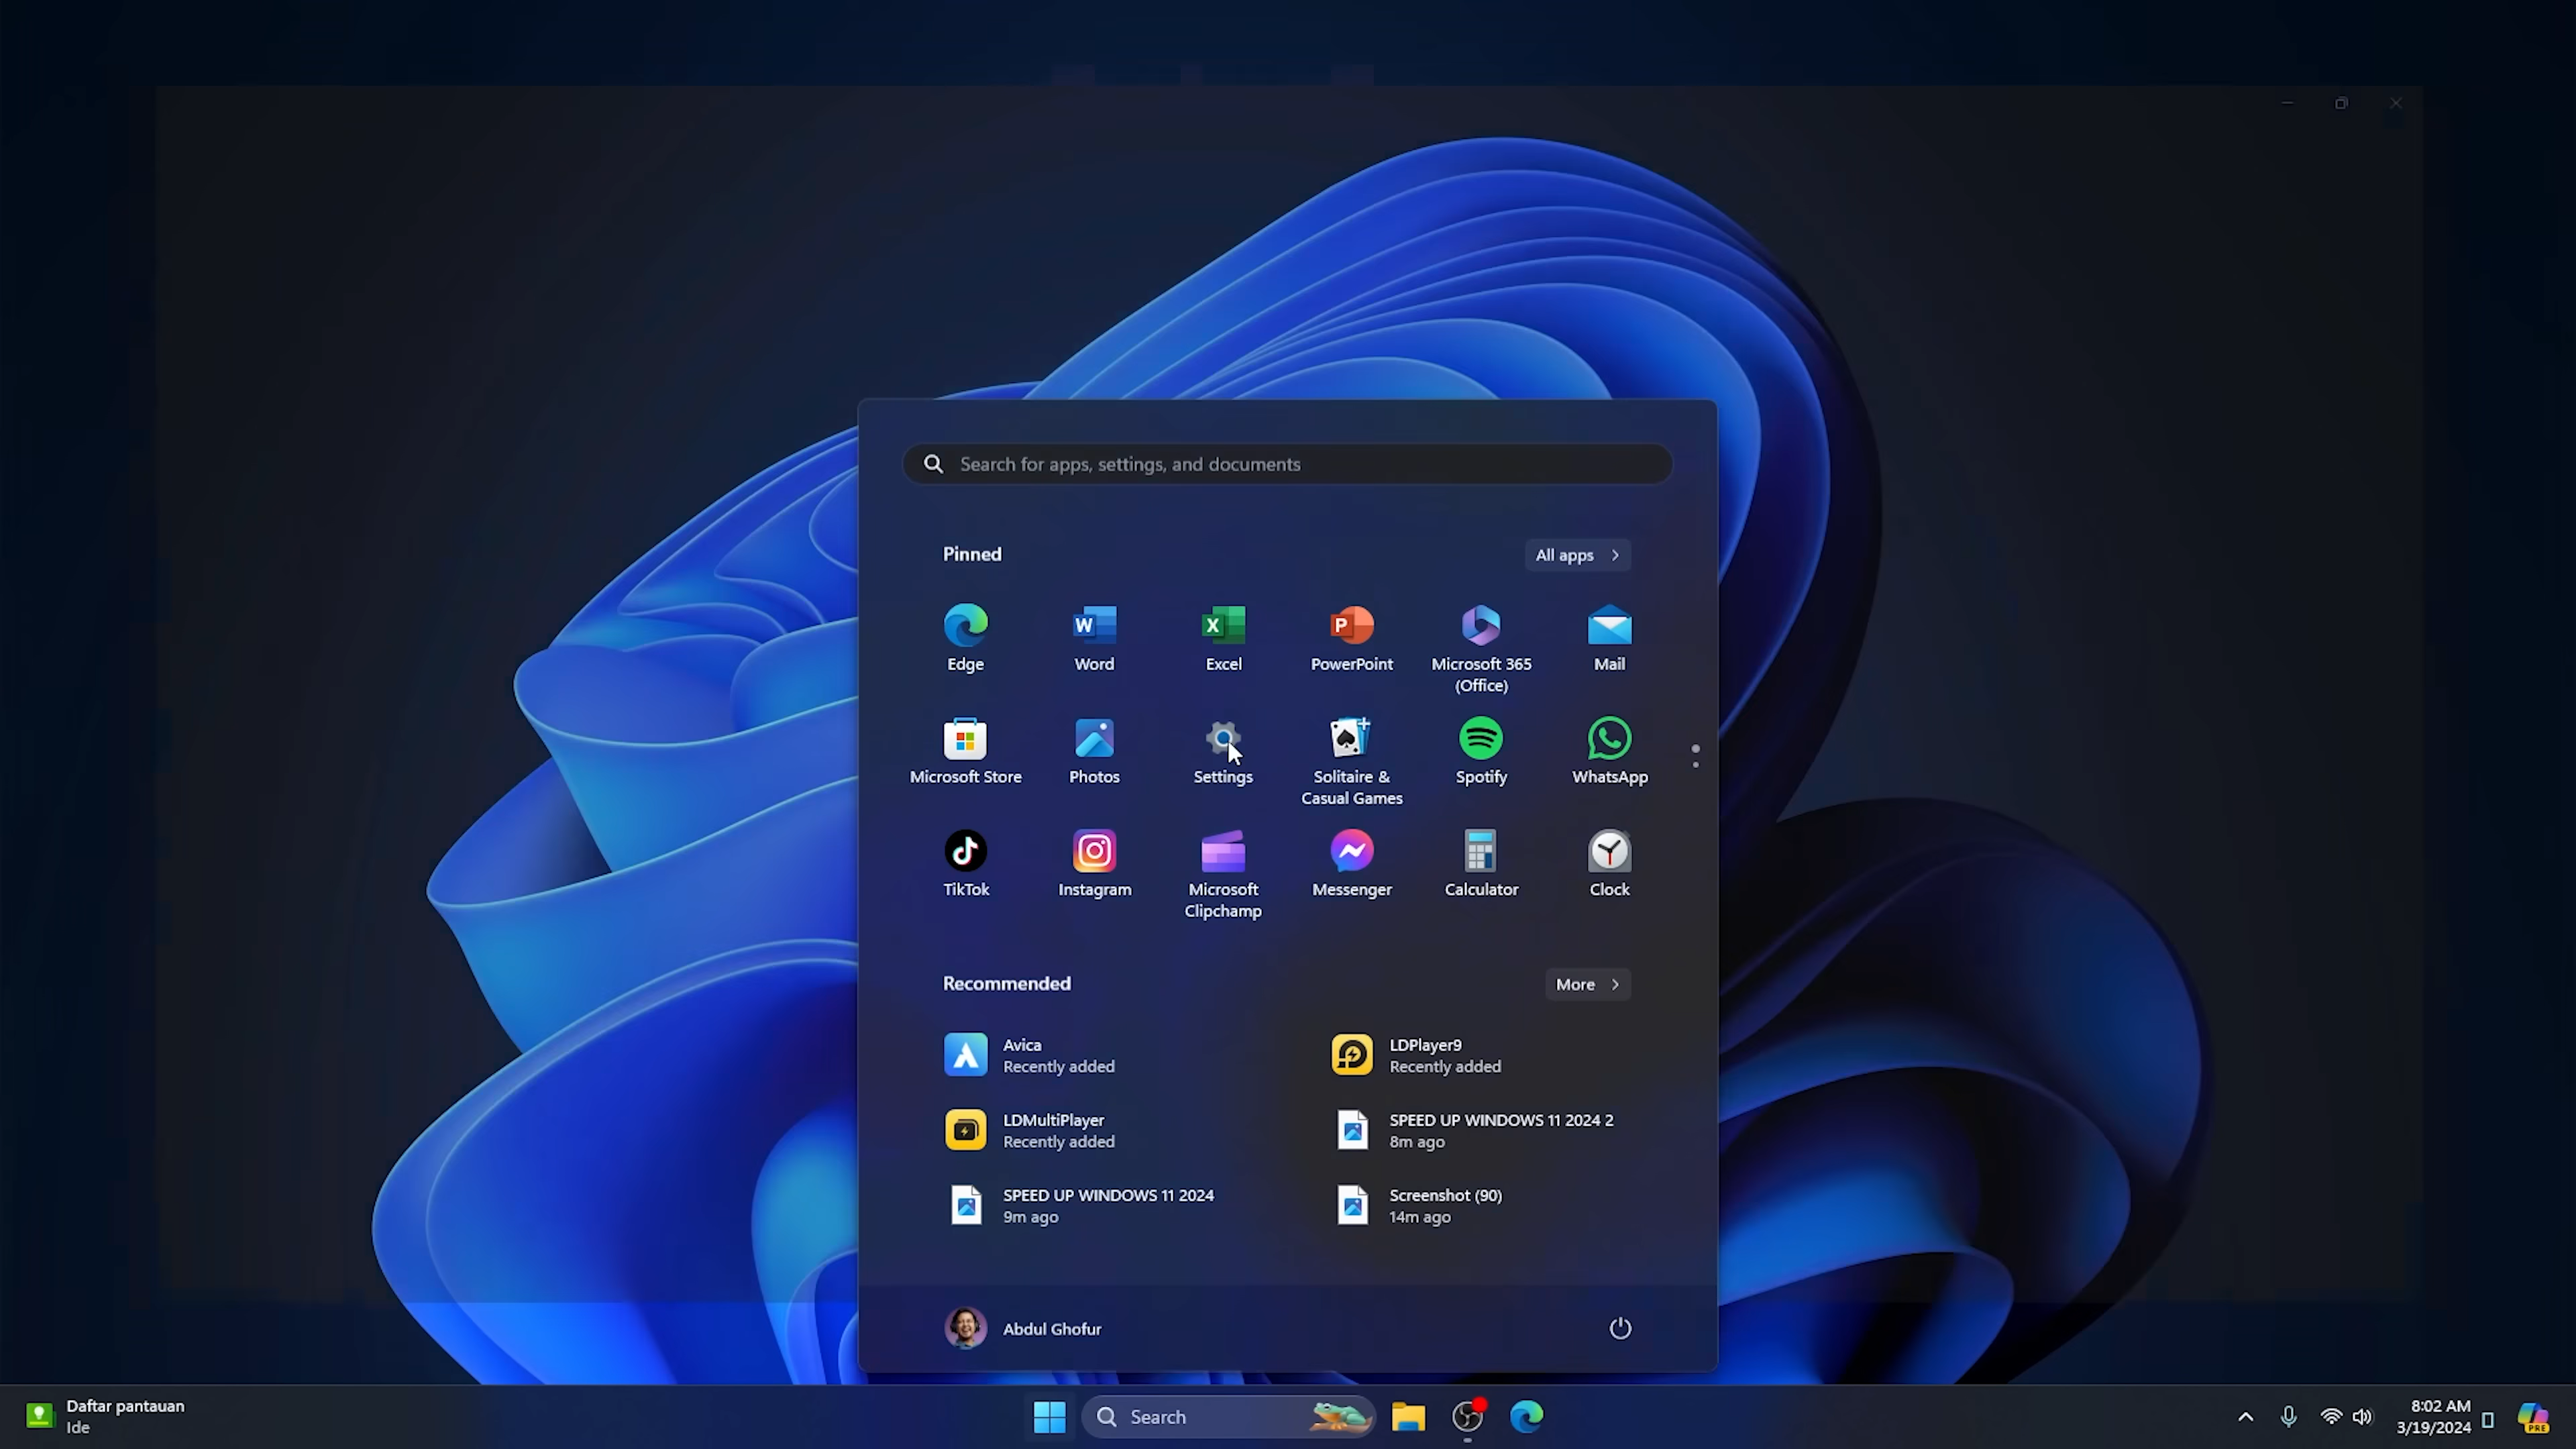 Search for apps, settings, and documents
Pinned
All apps
Edge
Word
Excel
PowerPoint
Microsoft 365
(Office)
Mail
Microsoft Store
Photos
Settings
Solitaire &
Casual Games
Spotify
WhatsApp
TikTok
Instagram
Microsoft
Clipchamp
Messenger
Calculator
Clock
Recommended
More
Avica
Recently added
LDPlayer9
Recently added
LDMultiPlayer
Recently added
SPEED UP WINDOWS 11 2024 2
8m ago
SPEED UP WINDOWS 11 2024
9m ago
Screenshot (90)
14m ago
Abdul Ghofur
Daftar pantauan
Ide
Search
8:02 AM
3/19/2024
PRE